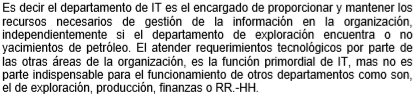 Es decir el departamento de IT es el encargado de proporcionar y mantener los
recursos necesarios de gestión de la información en la organización,
independientemente si el departamento de exploración encuentra o no
yacimientos de petróleo. El atender requerimientos tecnológicos por parte de
las otras áreas de la organización, es la función primordial de IT, mas no es
parte indispensable para el funcionamiento de otros departamentos como son,
el de exploración, producción, finanzas o RR.-HH.